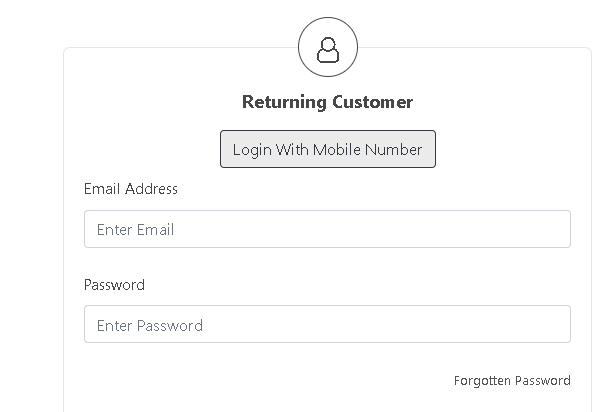 Returning Customer
Login With Mobile Number
Email Address
Enter Email
Password
Enter Password
Forgotten Password